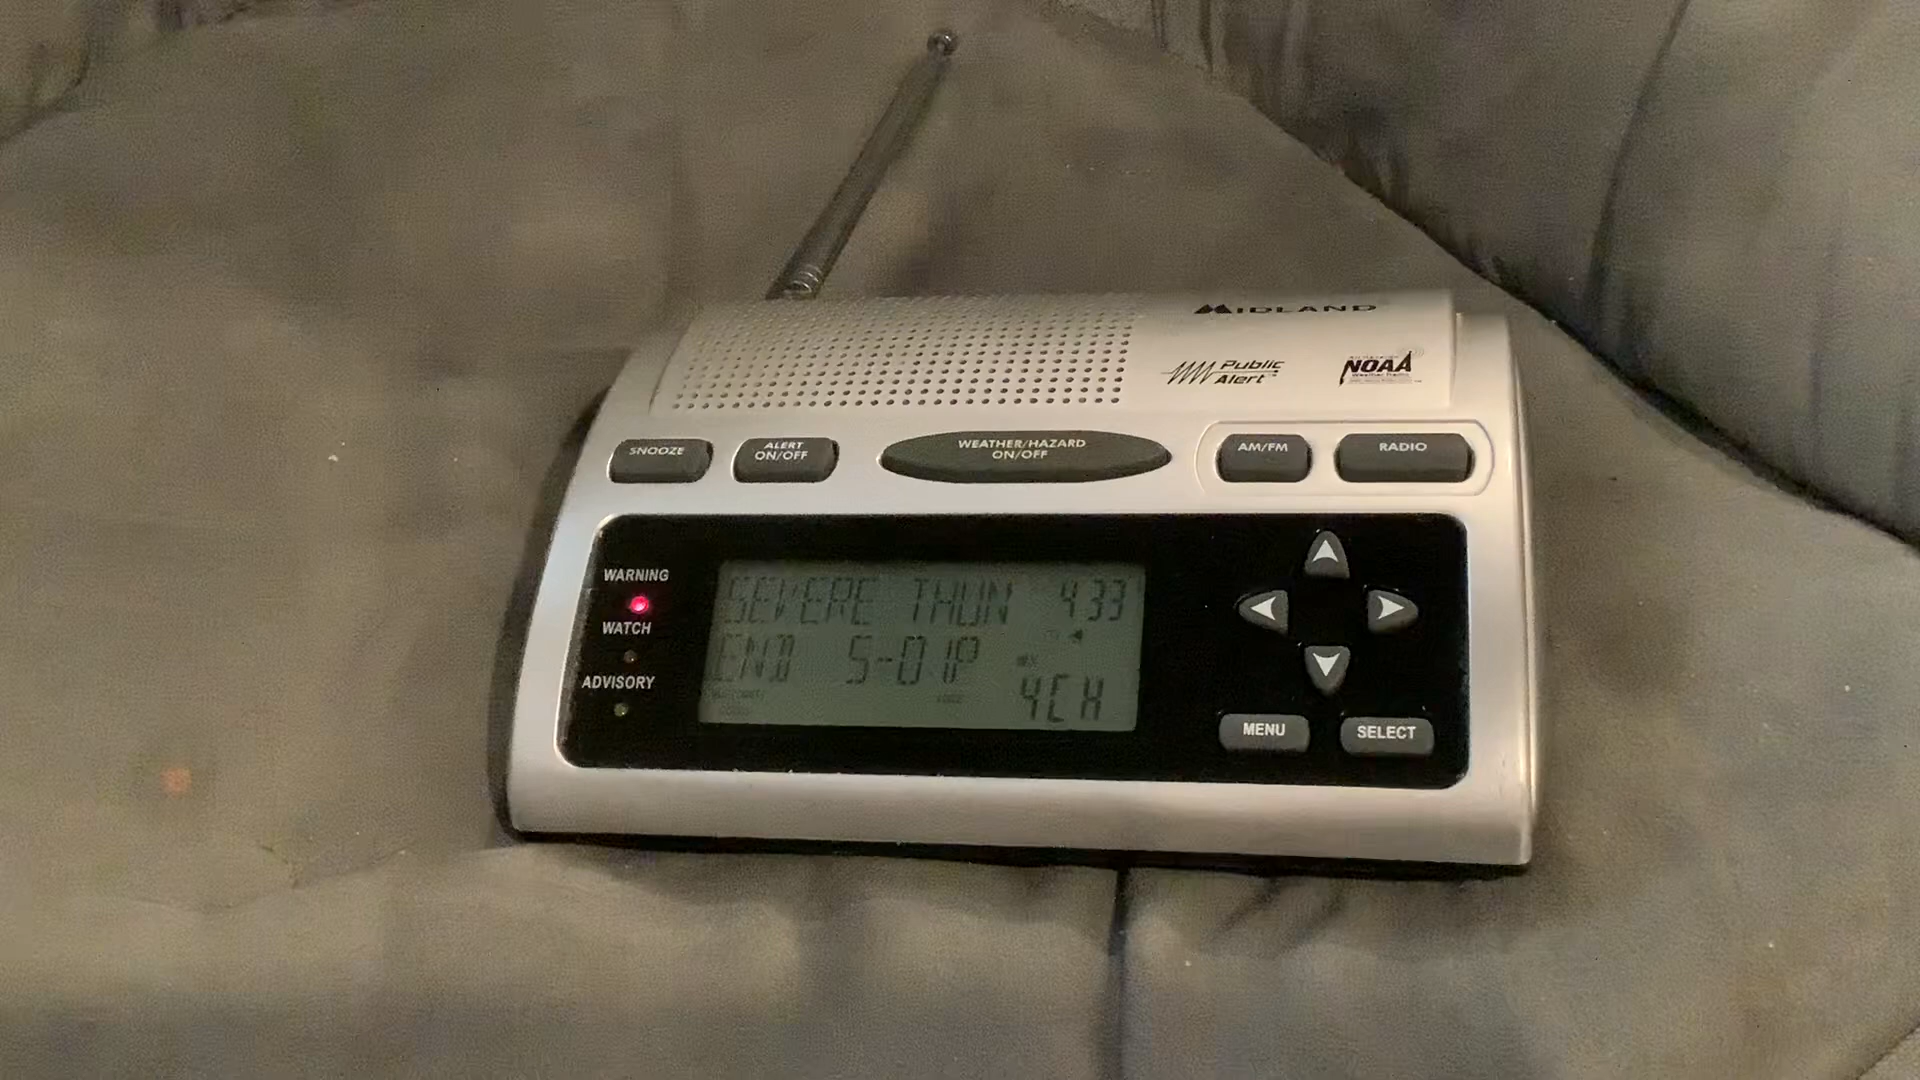 MIDLAND
Public Alert
NOAA
SNOOZE
ALERT ON/OFF
WEATHER/HAZARD ON/OFF
AM/FM
RADIO
WARNING
WATCH
ADVISORY
SEVERE THUN 4 33
END 5-01P
4CH
MENU
SELECT